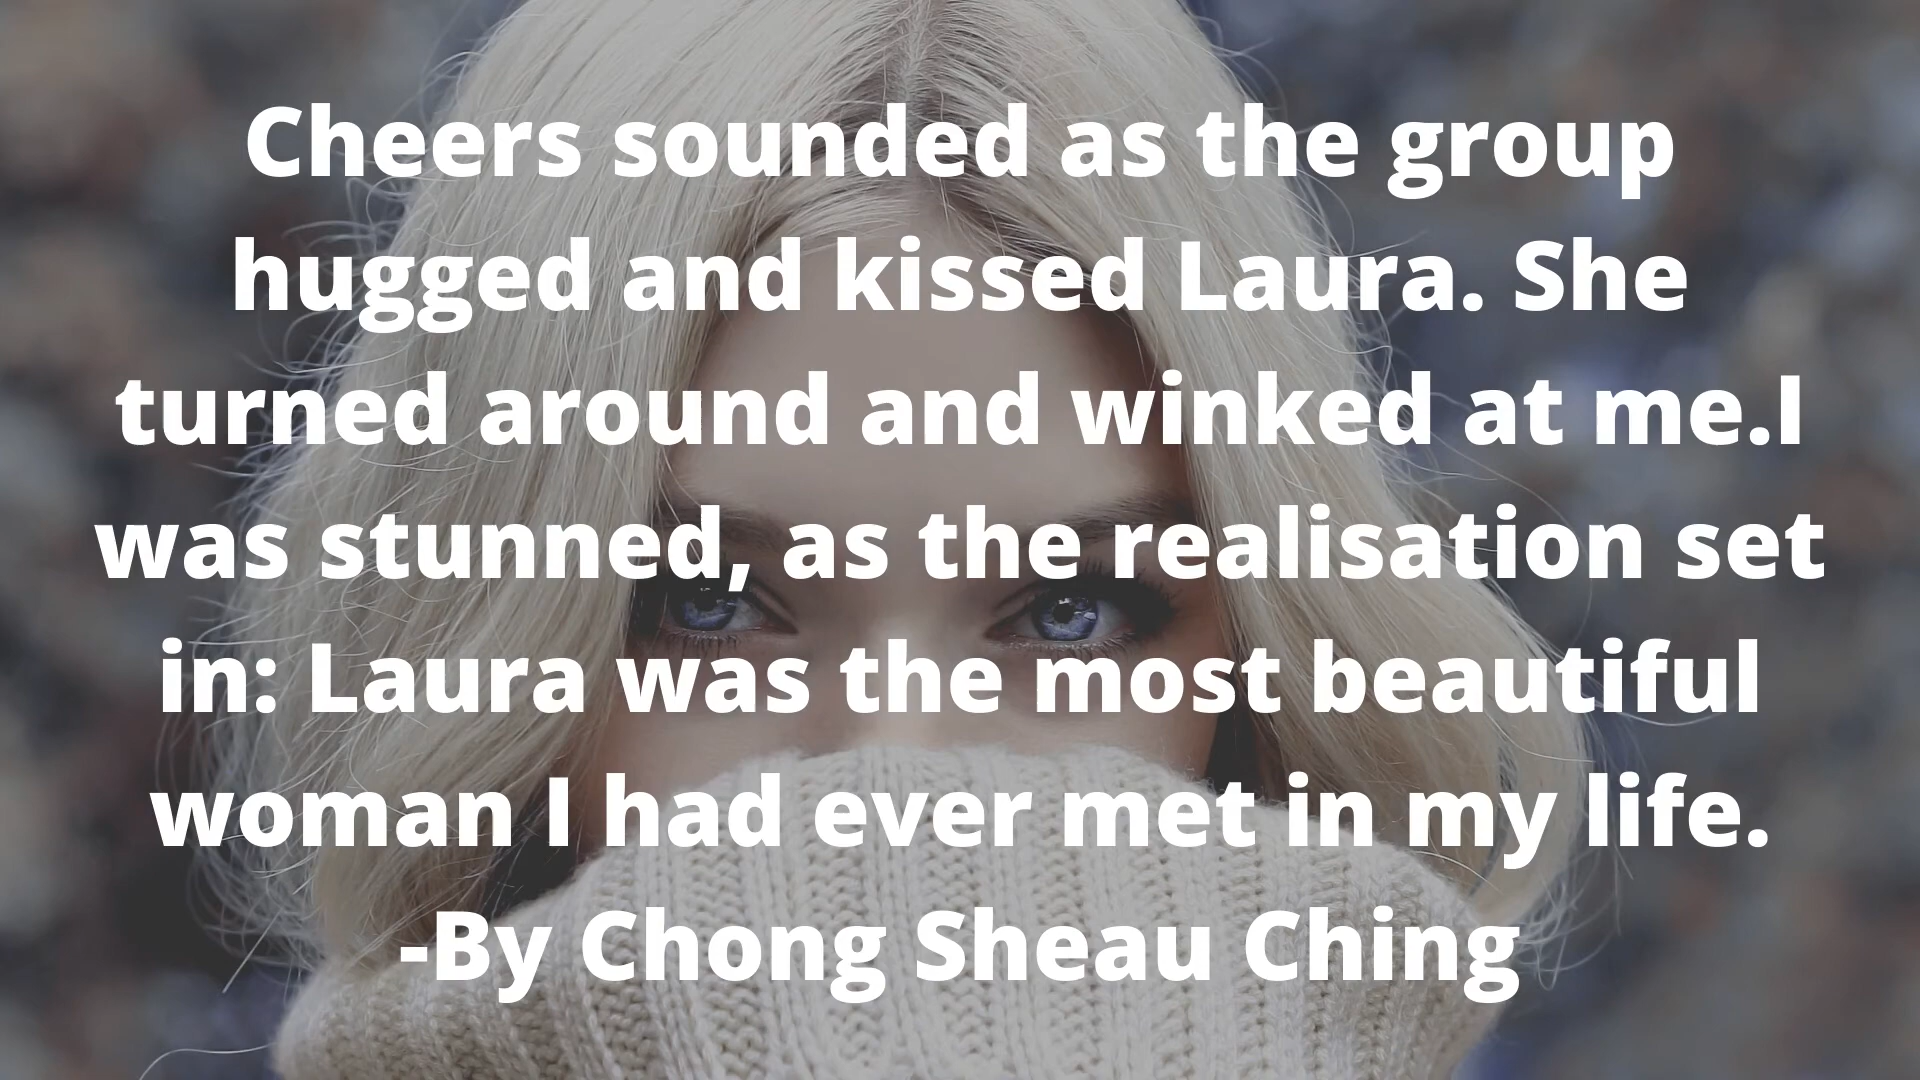 Cheers sounded as the group
hugged and kissed Laura. She
turned around and winked at me.I
was stunned, as the realisation set
in: Laura was the most beautiful
woman I had ever met in my life.
-By Chong Sheau Ching